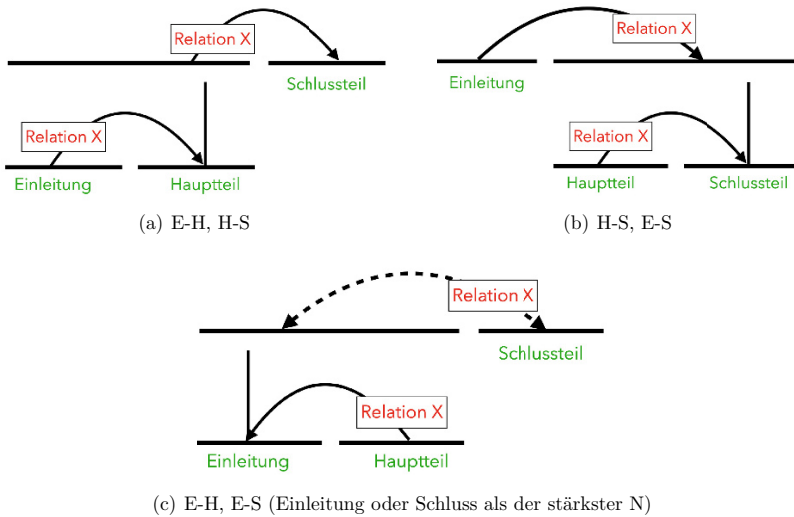 Relation X
Schlussteil
Relation X
Einleitung
Hauptteil
(a) E-H, H-S
Relation X
Einleitung
Relation X
Hauptteil
Schlussteil
(b) H-S, E-S
Relation X
Schlussteil
Relation X
Einleitung
Hauptteil
(c) E-H, E-S (Einleitung oder Schluss als der stärkster N)